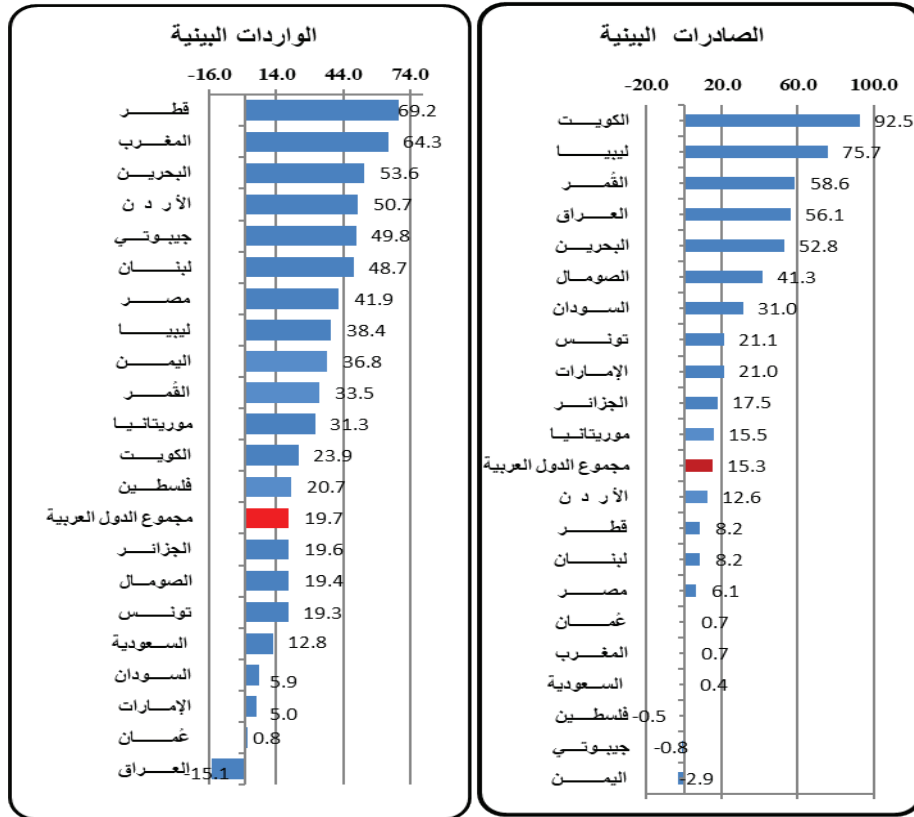 الصادرات البينية
-20.0 20.0 60.0 100.0
الكويت 92.5
ليبيا 75.7
القُمر 58.6
العراق 56.1
البحرين 52.8
الصومال 41.3
السودان 31.0
تونس 21.1
الإمارات 21.0
الجزائر 17.5
موريتانيا 15.5
مجموع الدول العربية 15.3
الأردن 12.6
قطر 8.2
لبنان 8.2
مصر 6.1
عُمان 0.7
المغرب 0.7
السعودية 0.4
فلسطين -0.5
جيبوتي -0.8
اليمن -2.9
الواردات البينية
-16.0 14.0 44.0 74.0
قطر 69.2
المغرب 64.3
البحرين 53.6
الأردن 50.7
جيبوتي 49.8
لبنان 48.7
مصر 41.9
ليبيا 38.4
اليمن 36.8
القُمر 33.5
موريتانيا 31.3
الكويت 23.9
فلسطين 20.7
مجموع الدول العربية 19.7
الجزائر 19.6
الصومال 19.4
تونس 19.3
السعودية 12.8
السودان 5.9
الإمارات 5.0
عُمان 0.8
العراق -15.1